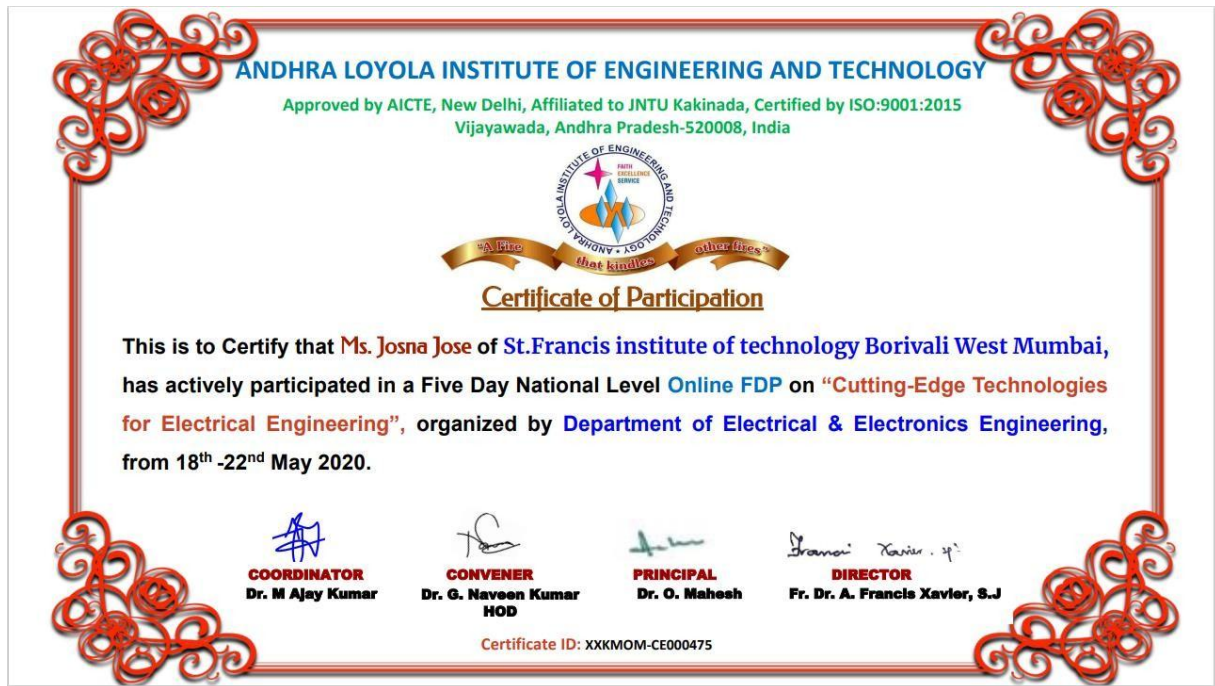 ANDHRA LOYOLA INSTITUTE OF ENGINEERING AND TECHNOLOGY
Approved by AICTE, New Delhi, Affiliated to JNTU Kakinada, Certified by ISO:9001:2015
Vijayawada, Andhra Pradesh-520008, India
ANDHRA LOYOLA INSTITUTE OF ENGINEERING AND TECHNOLOGY •
FAITH
EXCELLENCE
SERVICE
"A Fire that kindles other fires"
Certificate of Participation
This is to Certify that Ms. Josna Jose of St.Francis institute of technology Borivali West Mumbai,
has actively participated in a Five Day National Level Online FDP on “Cutting-Edge Technologies
for Electrical Engineering”, organized by Department of Electrical & Electronics Engineering,
from 18th -22nd May 2020.
Francis Xavier. sj
COORDINATOR CONVENER PRINCIPAL DIRECTOR
Dr. M Ajay Kumar Dr. G. Naveen Kumar Dr. O. Mahesh Fr. Dr. A. Francis Xavier, S.J
HOD
Certificate ID: XXKMOM-CE000475